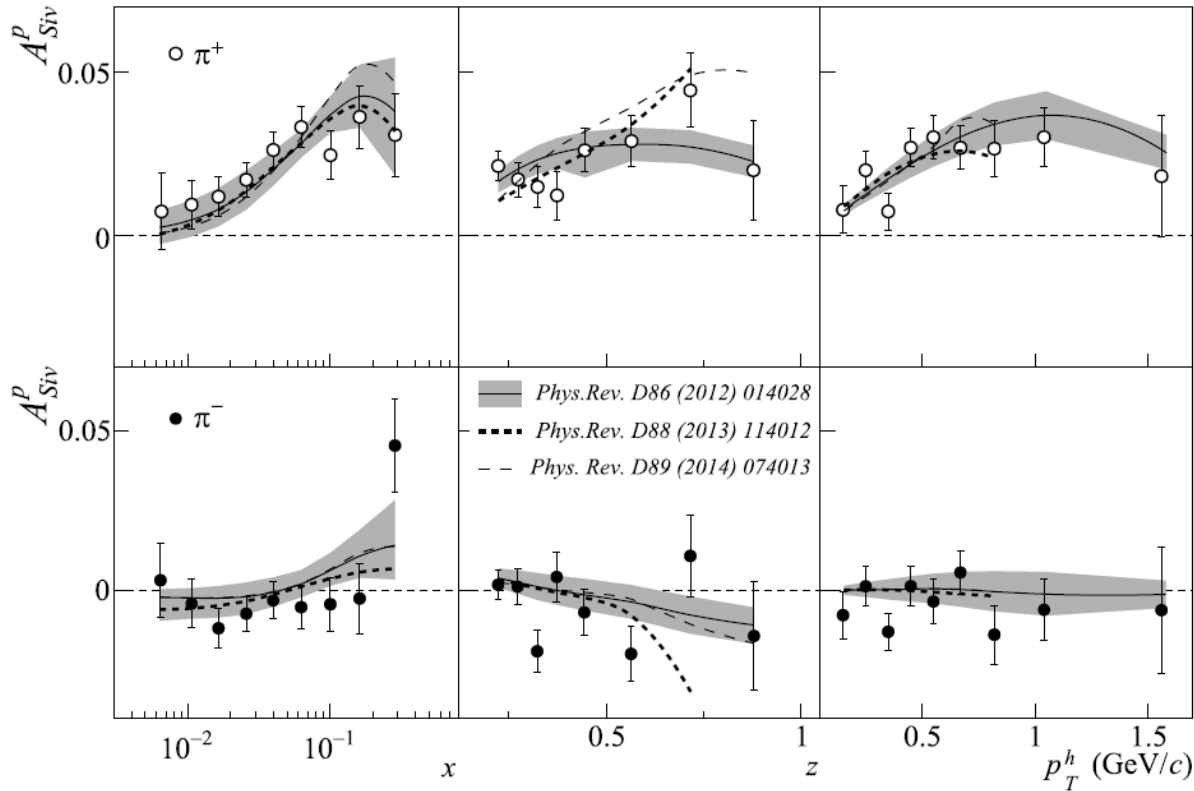 A^p_Siv
π⁺
0.05
0
A^p_Siv
π⁻
0.05
0
Phys.Rev. D86 (2012) 014028
Phys.Rev. D88 (2013) 114012
Phys. Rev. D89 (2014) 074013
10⁻² 10⁻¹ x
0.5 1 z
0.5 1 1.5
p^h_T (GeV/c)